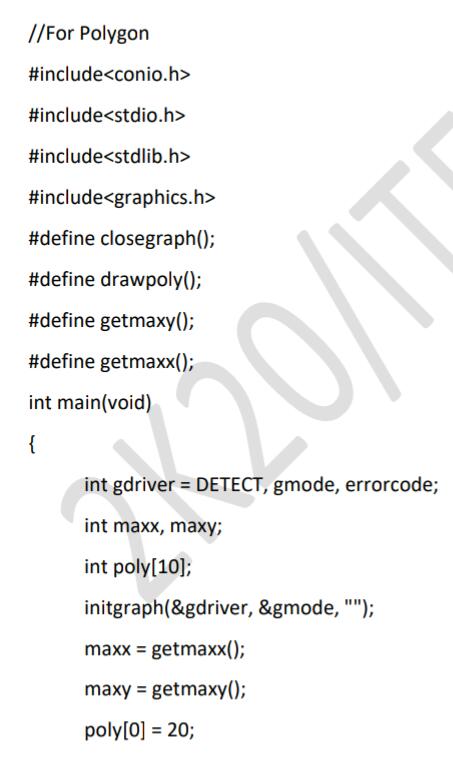 //For Polygon
#include<conio.h>
#include<stdio.h>
#include<stdlib.h>
#include<graphics.h>
#define closegraph();
#define drawpoly();
#define getmaxy();
#define getmaxx();
int main(void)
{
int gdriver = DETECT, gmode, errorcode;
int maxx, maxy;
int poly[10];
initgraph(&gdriver, &gmode, "");
maxx = getmaxx();
maxy = getmaxy();
poly[0] = 20;
2K20/ITE